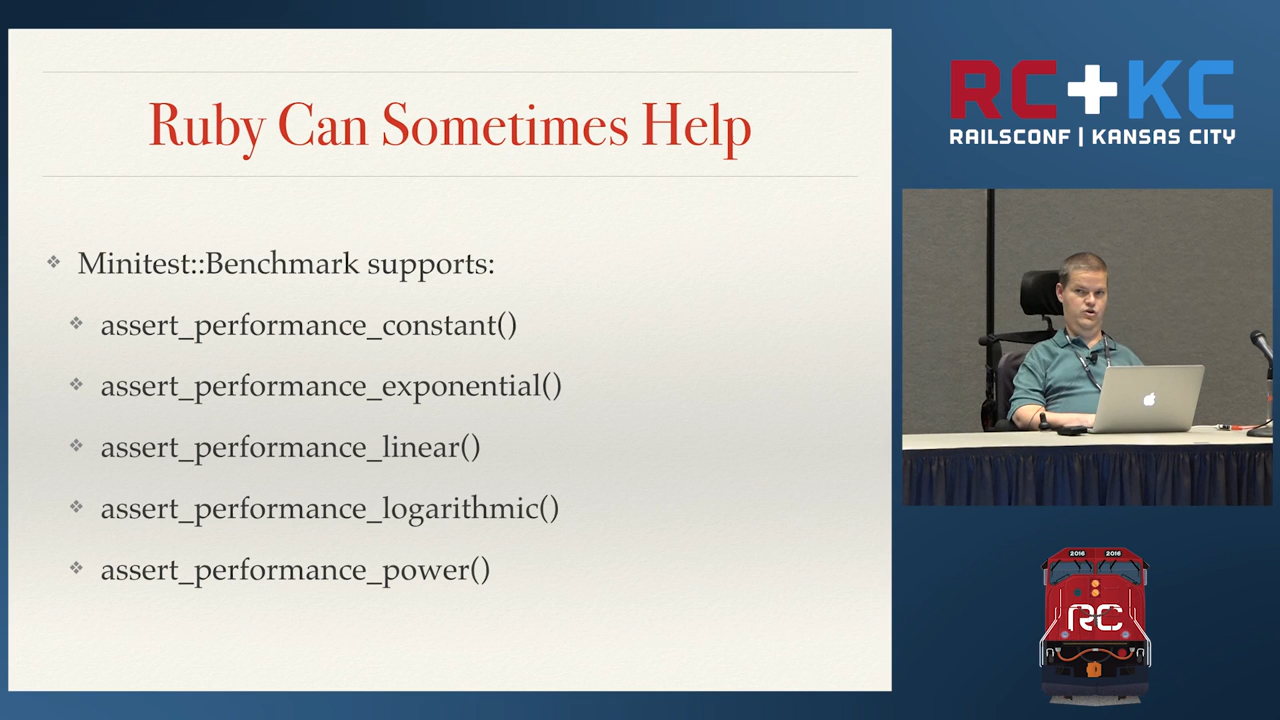 Ruby Can Sometimes Help
Minitest::Benchmark supports:
assert_performance_constant()
assert_performance_exponential()
assert_performance_linear()
assert_performance_logarithmic()
assert_performance_power()
RC+KC
RAILSCONF | KANSAS CITY
2016 2016
RC